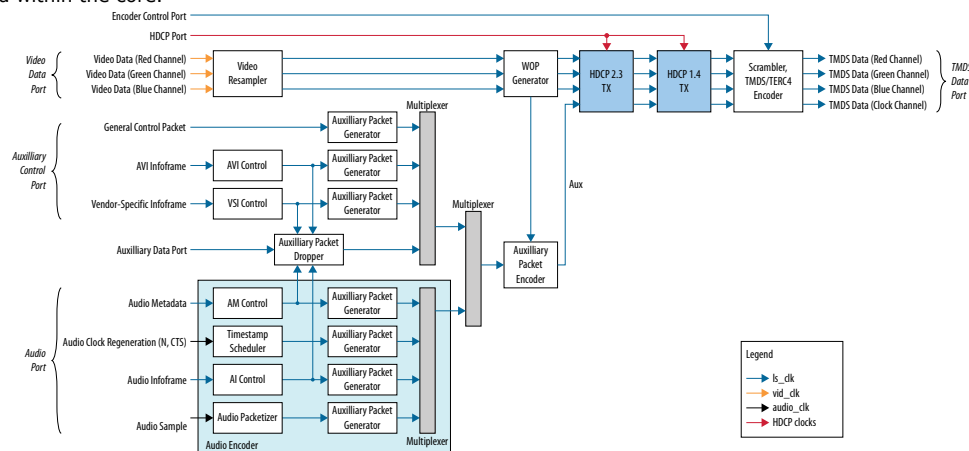 Encoder Control Port
HDCP Port
Video
Data
Port
Video Data (Red Channel)
Video Data (Green Channel)
Video Data (Blue Channel)
Video
Resampler
WOP
Generator
HDCP 2.3
TX
HDCP 1.4
TX
Scrambler,
TMDS/TERC4
Encoder
TMDS Data (Red Channel)
TMDS Data (Green Channel)
TMDS Data (Blue Channel)
TMDS Data (Clock Channel)
TMDS
Data
Port
Multiplexer
Auxilliary
Control
Port
General Control Packet
Auxilliary Packet
Generator
AVI Infoframe
AVI Control
Auxilliary Packet
Generator
Vendor-Specific Infoframe
VSI Control
Auxilliary Packet
Generator
Auxilliary Data Port
Auxilliary Packet
Dropper
Multiplexer
Auxilliary
Packet
Encoder
Aux
Audio
Port
Audio Metadata
AM Control
Auxilliary Packet
Generator
Audio Clock Regeneration (N, CTS)
Timestamp
Scheduler
Auxilliary Packet
Generator
Audio Infoframe
AI Control
Auxilliary Packet
Generator
Audio Sample
Audio Packetizer
Auxilliary Packet
Generator
Audio Encoder
Multiplexer
Legend
ls_clk
vid_clk
audio_clk
HDCP clocks